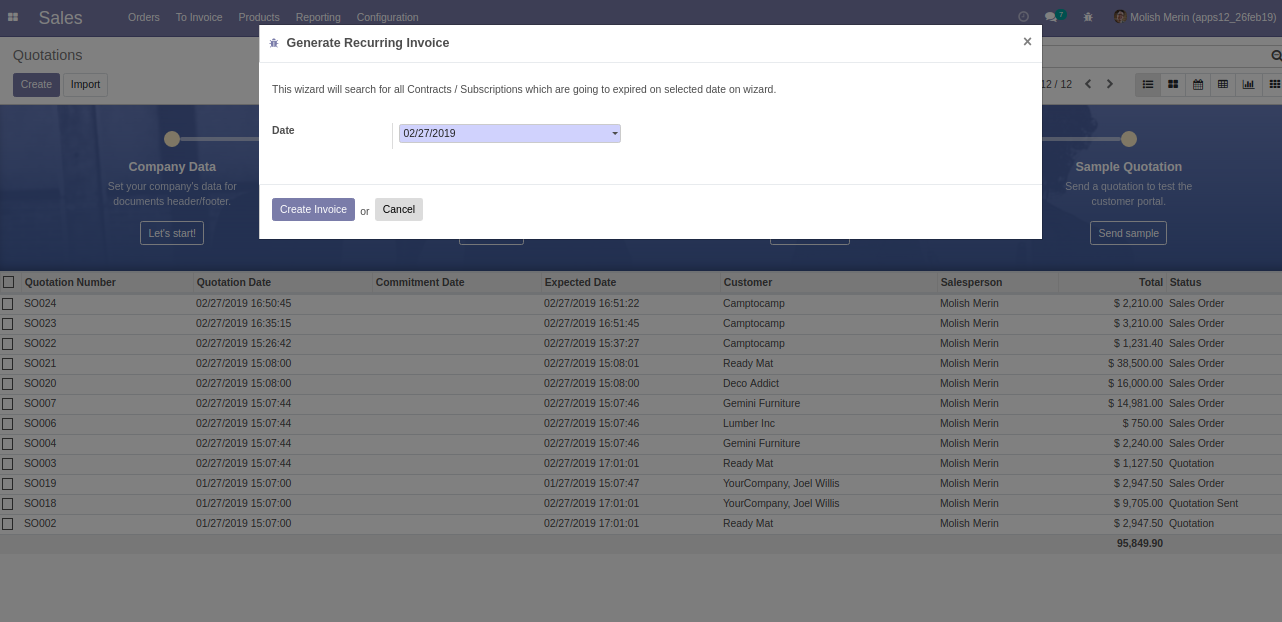 Sales Orders To Invoice Products Reporting Configuration 7 Molish Merin (apps12_26feb19)
Generate Recurring Invoice ×
Quotations
Create Import 12 / 12
This wizard will search for all Contracts / Subscriptions which are going to expired on selected date on wizard.
Date 02/27/2019
Company Data Sample Quotation
Set your company's data for Send a quotation to test the
documents header/footer. customer portal.
Create Invoice or Cancel
Let's start! Send sample
Quotation Number Quotation Date Commitment Date Expected Date Customer Salesperson Total Status
SO024 02/27/2019 16:50:45 02/27/2019 16:51:22 Camptocamp Molish Merin $ 2,210.00 Sales Order
SO023 02/27/2019 16:35:15 02/27/2019 16:51:45 Camptocamp Molish Merin $ 3,210.00 Sales Order
SO022 02/27/2019 15:26:42 02/27/2019 15:37:27 Camptocamp Molish Merin $ 1,231.40 Sales Order
SO021 02/27/2019 15:08:00 02/27/2019 15:08:01 Ready Mat Molish Merin $ 38,500.00 Sales Order
SO020 02/27/2019 15:08:00 02/27/2019 15:08:00 Deco Addict Molish Merin $ 16,000.00 Sales Order
SO007 02/27/2019 15:07:44 02/27/2019 15:07:46 Gemini Furniture Molish Merin $ 14,981.00 Sales Order
SO006 02/27/2019 15:07:44 02/27/2019 15:07:46 Lumber Inc Molish Merin $ 750.00 Sales Order
SO004 02/27/2019 15:07:44 02/27/2019 15:07:46 Gemini Furniture Molish Merin $ 2,240.00 Sales Order
SO003 02/27/2019 15:07:44 02/27/2019 17:01:01 Ready Mat Molish Merin $ 1,127.50 Quotation
SO019 01/27/2019 15:07:00 01/27/2019 15:07:47 YourCompany, Joel Willis Molish Merin $ 2,947.50 Sales Order
SO018 01/27/2019 15:07:00 02/27/2019 17:01:01 YourCompany, Joel Willis Molish Merin $ 9,705.00 Quotation Sent
SO002 01/27/2019 15:07:00 02/27/2019 17:01:01 Ready Mat Molish Merin $ 2,947.50 Quotation
95,849.90